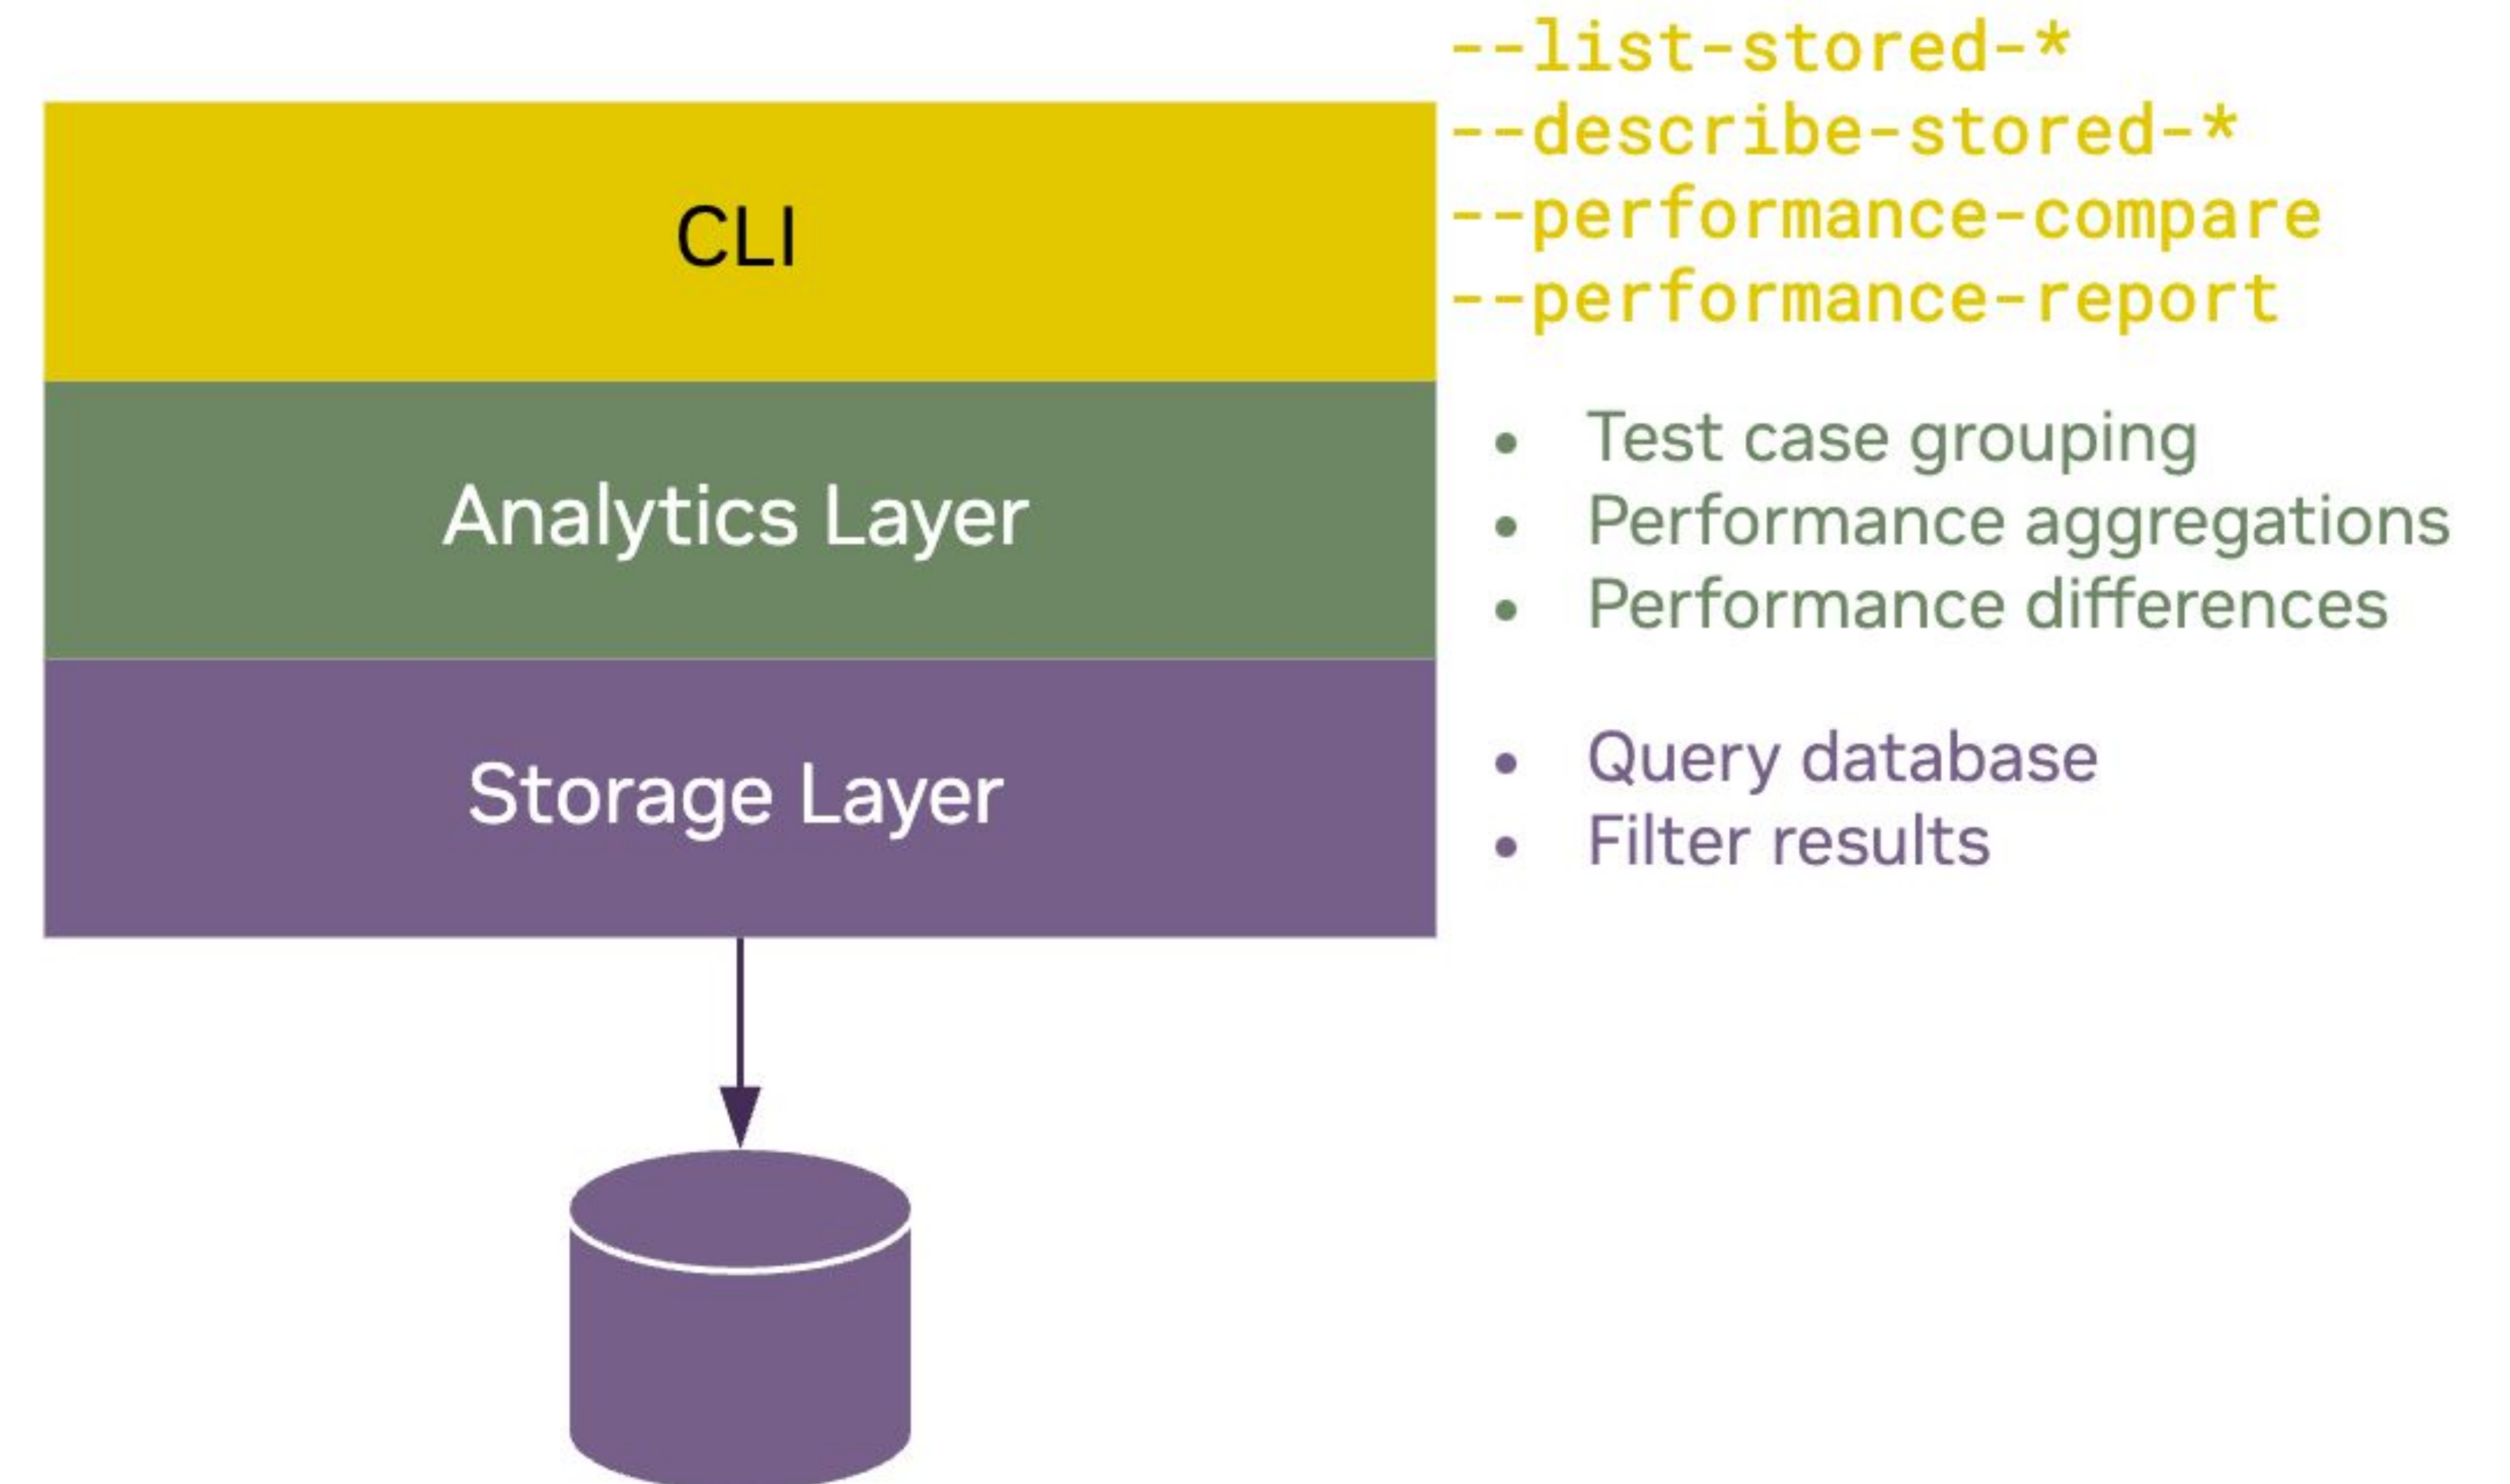 --list-stored-*
--describe-stored-*
--performance-compare
--performance-report
CLI
• Test case grouping
• Performance aggregations
• Performance differences
Analytics Layer
• Query database
• Filter results
Storage Layer